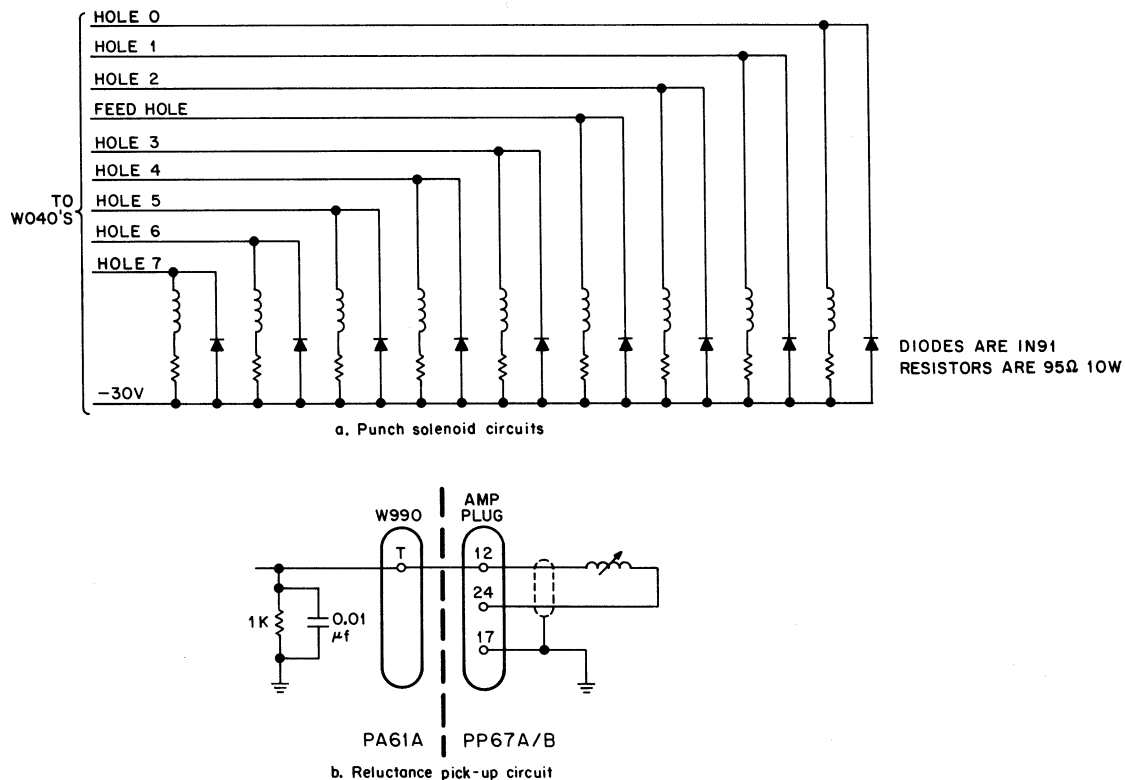 HOLE 0
HOLE 1
HOLE 2
FEED HOLE
HOLE 3
HOLE 4
HOLE 5
HOLE 6
HOLE 7
TO
WO40'S
-30V
DIODES ARE IN91
RESISTORS ARE 95Ω 10W
a. Punch solenoid circuits
W990
AMP
PLUG
T
12
24
17
1K
0.01
μf
PA61A
PP67A/B
b. Reluctance pick-up circuit